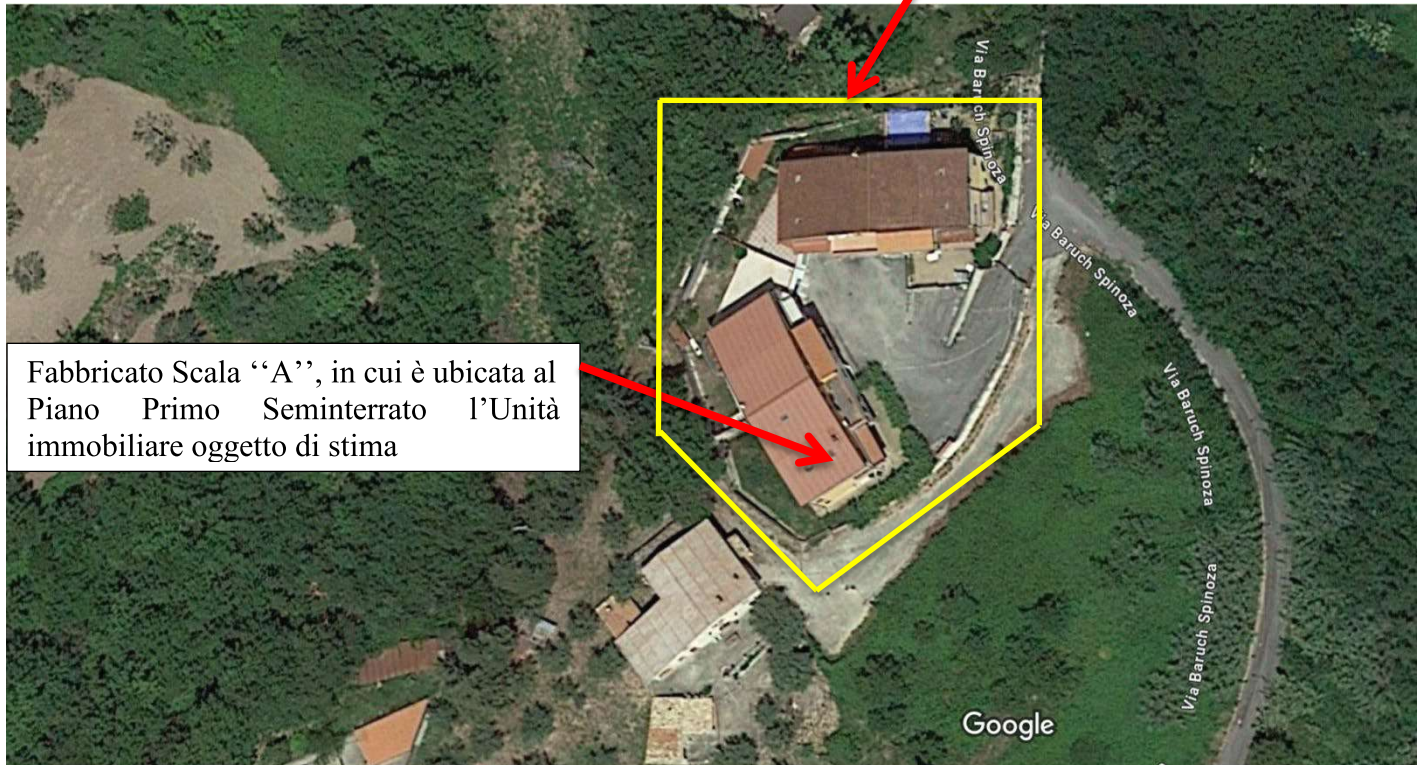 Via Baruch Spinoza
Via Baruch Spinoza
Fabbricato Scala ‘‘A’’, in cui è ubicata al
Piano Primo Seminterrato l’Unità
immobiliare oggetto di stima
Via Baruch Spinoza
Via Baruch Spinoza
Google